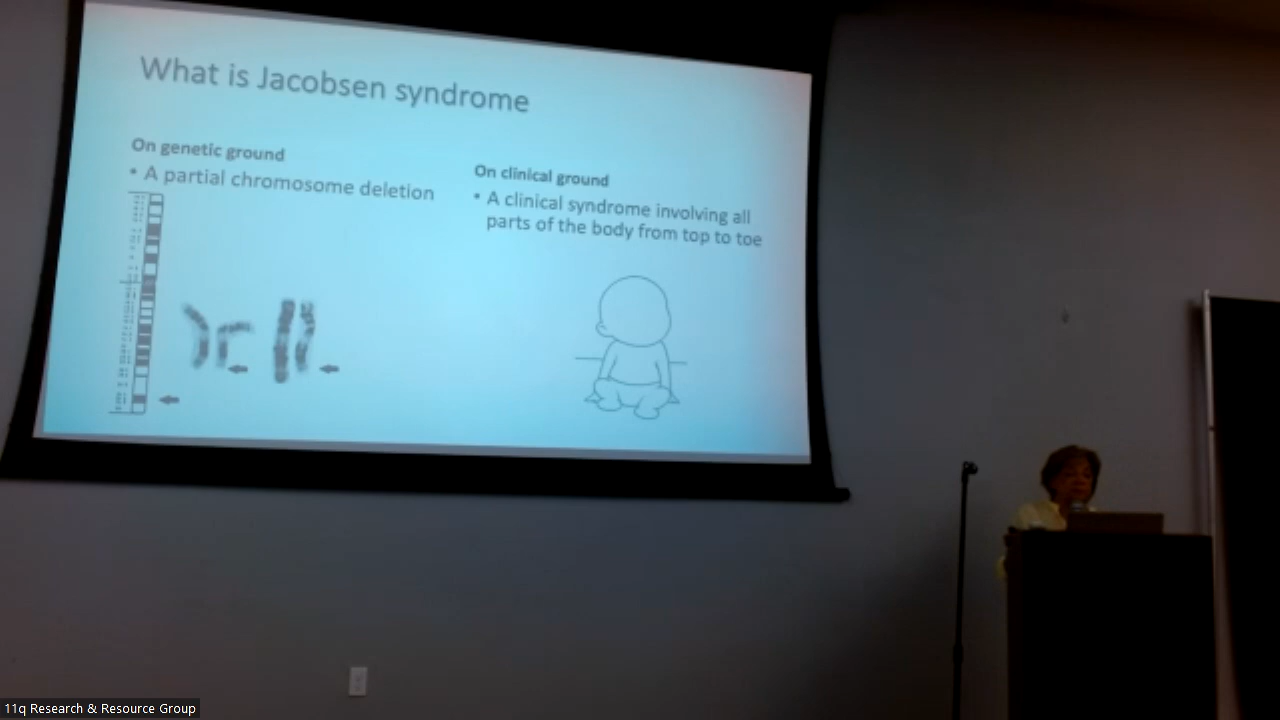 What is Jacobsen syndrome
On genetic ground
• A partial chromosome deletion
On clinical ground
• A clinical syndrome involving all
parts of the body from top to toe
11q Research & Resource Group